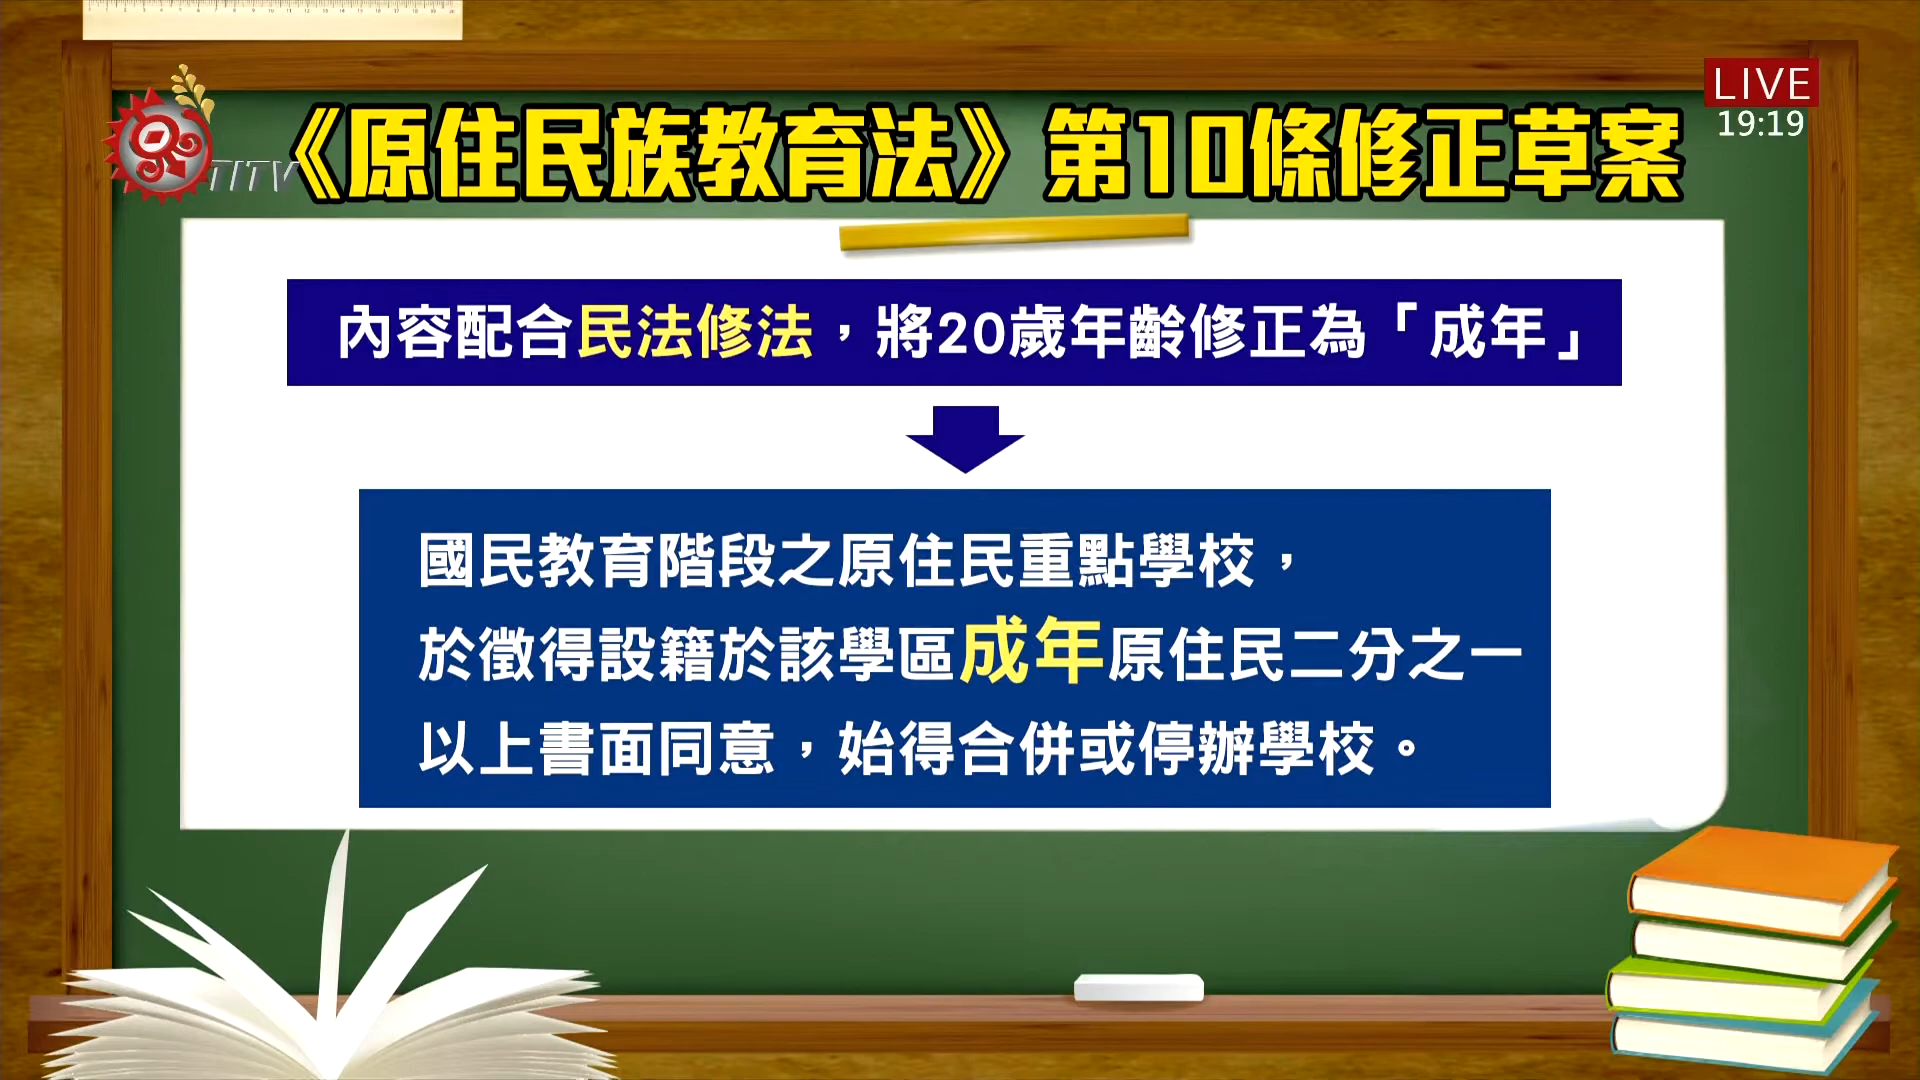 LIVE
19:19
TITV
《原住民族教育法》第10條修正草案
內容配合民法修法，將20歲年齡修正為「成年」
國民教育階段之原住民重點學校，
於徵得設籍於該學區成年原住民二分之一
以上書面同意，始得合併或停辦學校。